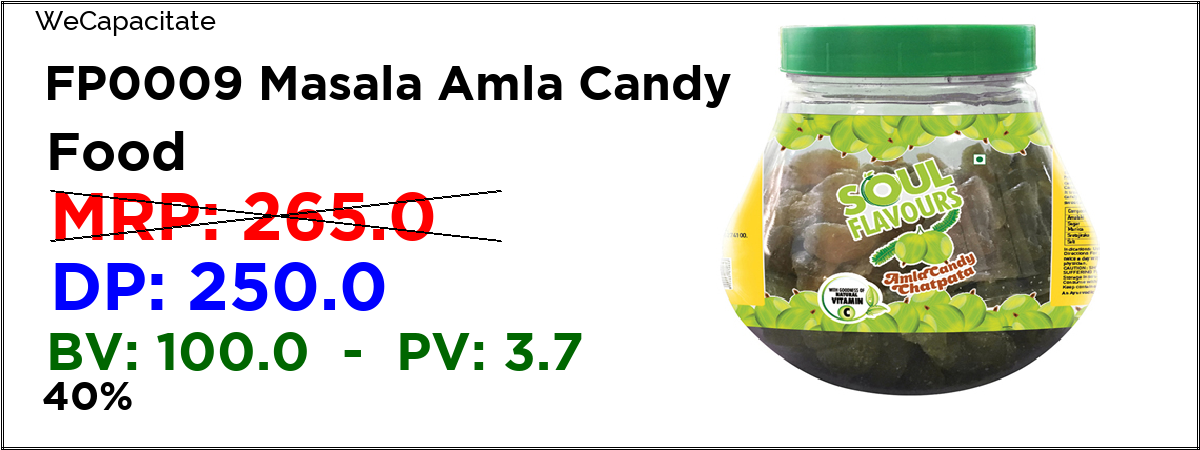 WeCapacitate
FP0009 Masala Amla Candy
Food
MRP: 265.0
DP: 250.0
BV: 100.0 - PV: 3.7
40%
SOUL
FLAVOURS
Amla Candy
Chatpata
WITH GOODNESS OF
NATURAL
VITAMIN
C